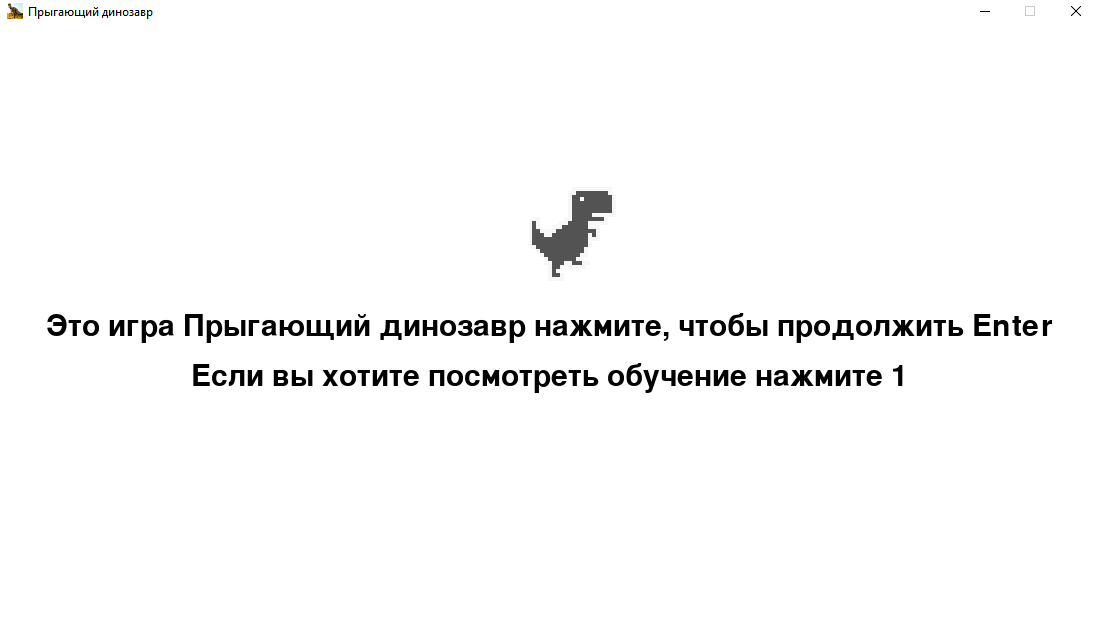 Прыгающий динозавр
Это игра Прыгающий динозавр нажмите, чтобы продолжить Enter
Если вы хотите посмотреть обучение нажмите 1